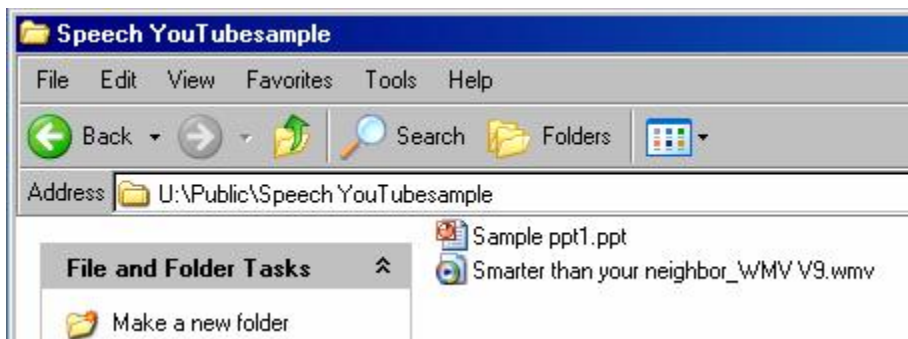 Speech YouTubesample
File Edit View Favorites Tools Help
Back Search Folders
Address U:\Public\Speech YouTubesample
Sample ppt1.ppt
File and Folder Tasks
Smarter than your neighbor_WMV V9.wmv
Make a new folder